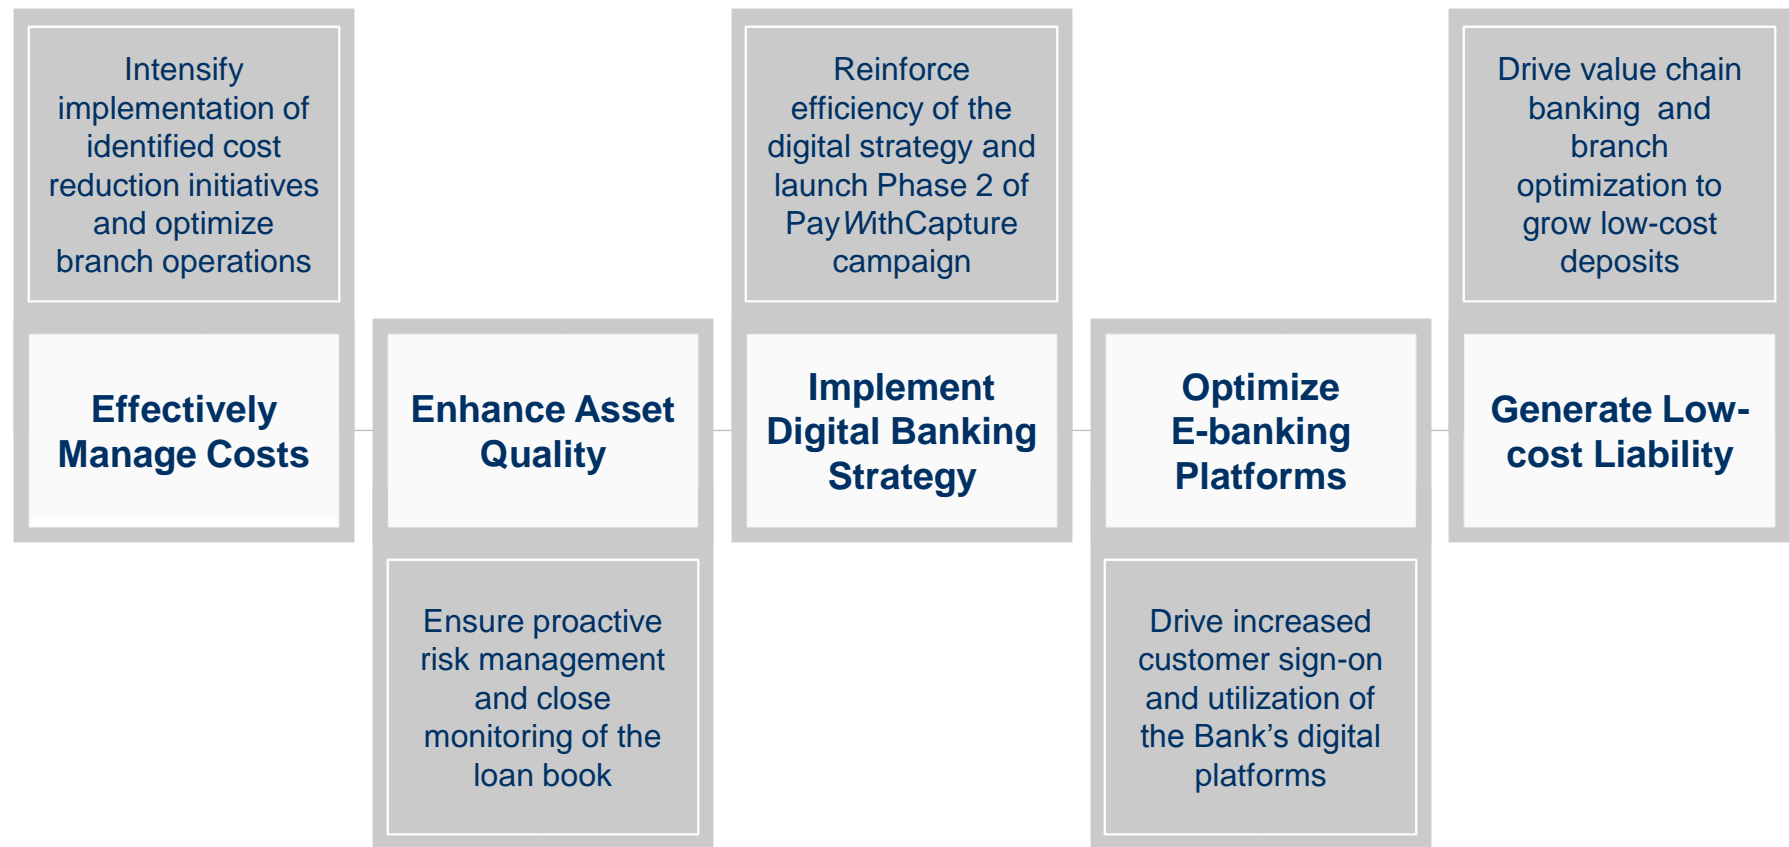 Intensify
implementation of
identified cost
reduction initiatives
and optimize
branch operations
Effectively
Manage Costs
Enhance Asset
Quality
Ensure proactive
risk management
and close
monitoring of the
loan book
Reinforce
efficiency of the
digital strategy and
launch Phase 2 of
PayWithCapture
campaign
Implement
Digital Banking
Strategy
Optimize
E-banking
Platforms
Drive increased
customer sign-on
and utilization of
the Bank’s digital
platforms
Drive value chain
banking and
branch
optimization to
grow low-cost
deposits
Generate Low-
cost Liability